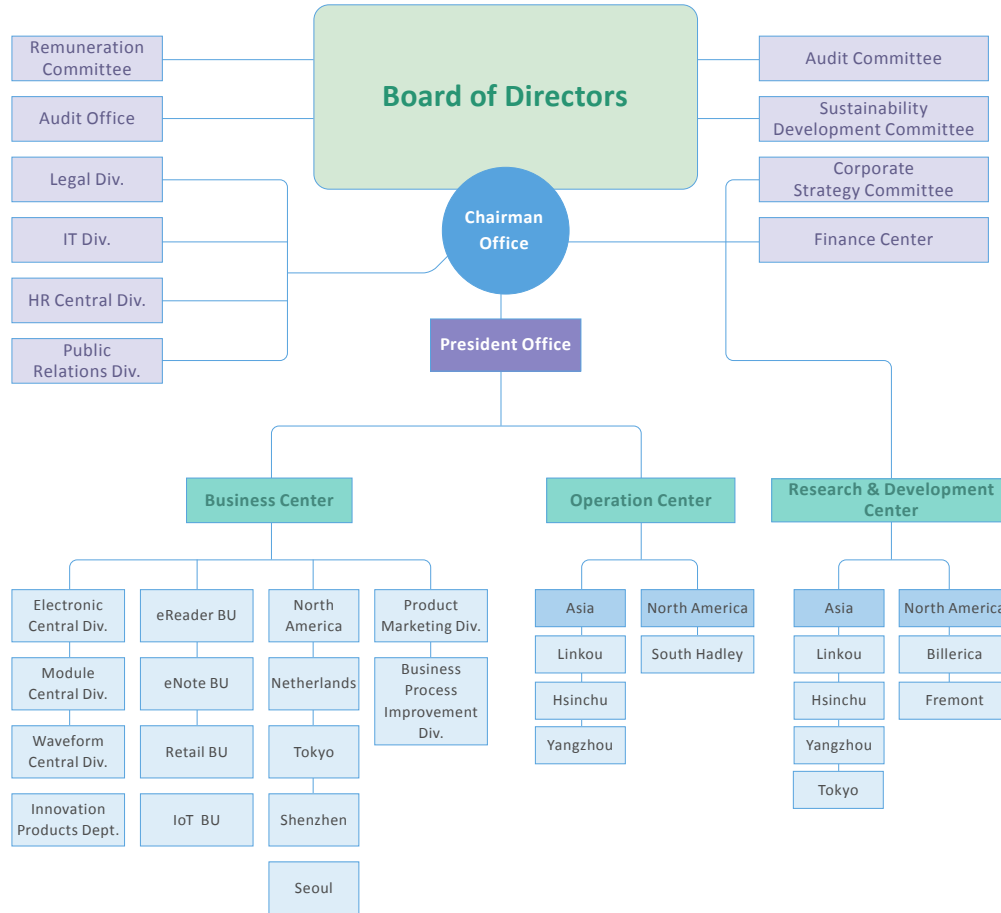 Board of Directors
Remuneration
Committee
Audit Office
Legal Div.
IT Div.
HR Central Div.
Public
Relations Div.
Audit Committee
Sustainability
Development Committee
Corporate
Strategy Committee
Finance Center
Chairman
Office
President Office
Business Center
Operation Center
Research & Development
Center
Electronic
Central Div.
Module
Central Div.
Waveform
Central Div.
Innovation
Products Dept.
eReader BU
eNote BU
Retail BU
IoT BU
North
America
Netherlands
Tokyo
Shenzhen
Seoul
Product
Marketing Div.
Business
Process
Improvement
Div.
Asia
Linkou
Hsinchu
Yangzhou
North America
South Hadley
Asia
Linkou
Hsinchu
Yangzhou
Tokyo
North America
Billerica
Fremont